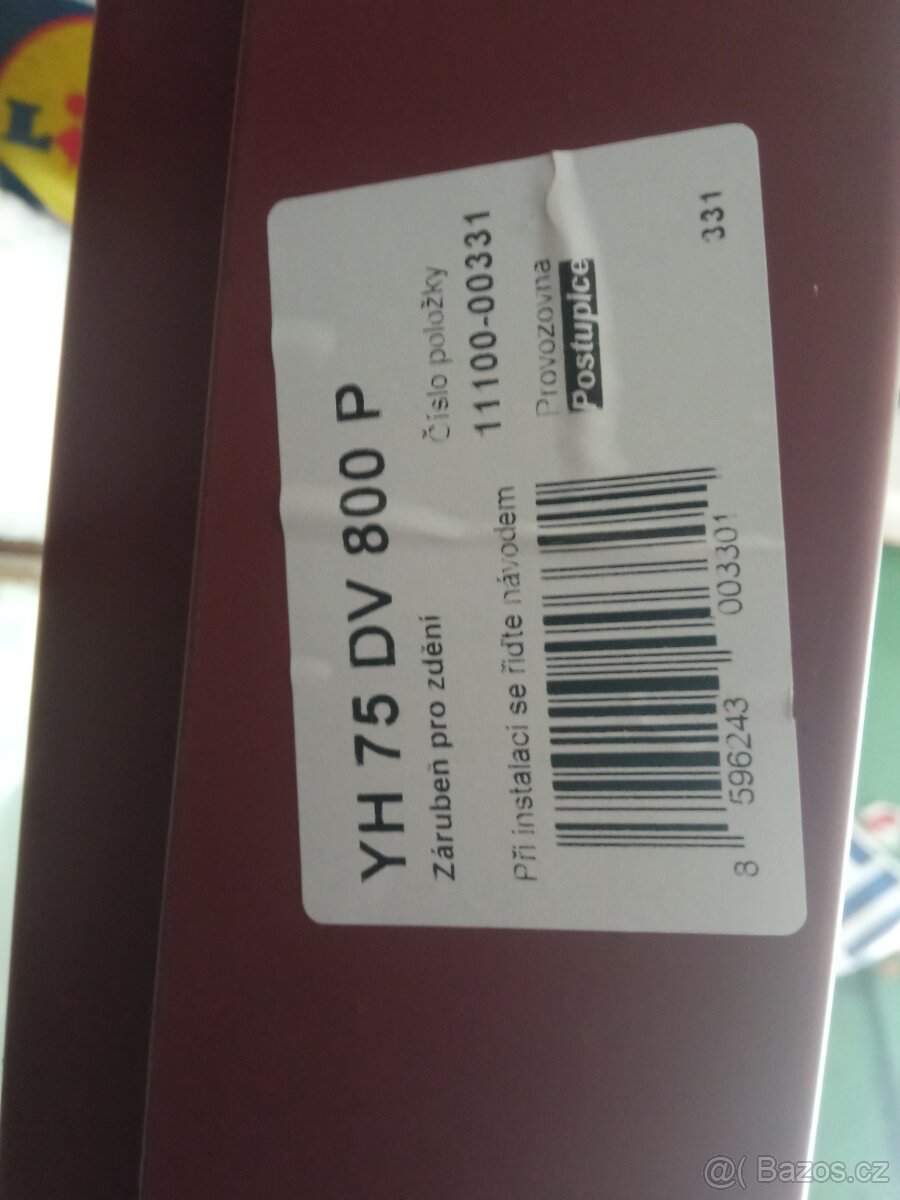 YH 75 DV 800 P
Zárubeň pro zdění
Číslo položky
11100-00331
Při instalaci se řiďte návodem
Provozovna
Postupice
8 596243 003301
331
L
@( Bazos.cz